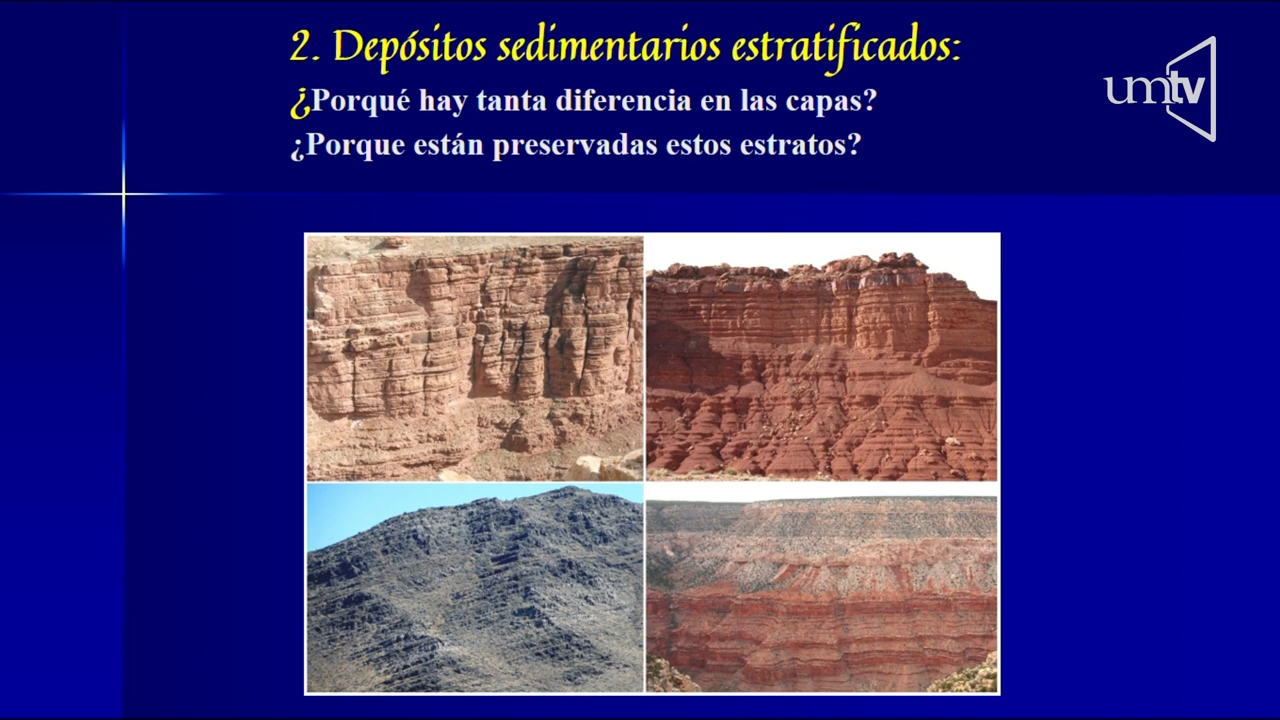 2. Depósitos sedimentarios estratificados:
¿Porqué hay tanta diferencia en las capas?
¿Porque están preservadas estos estratos?
umtv